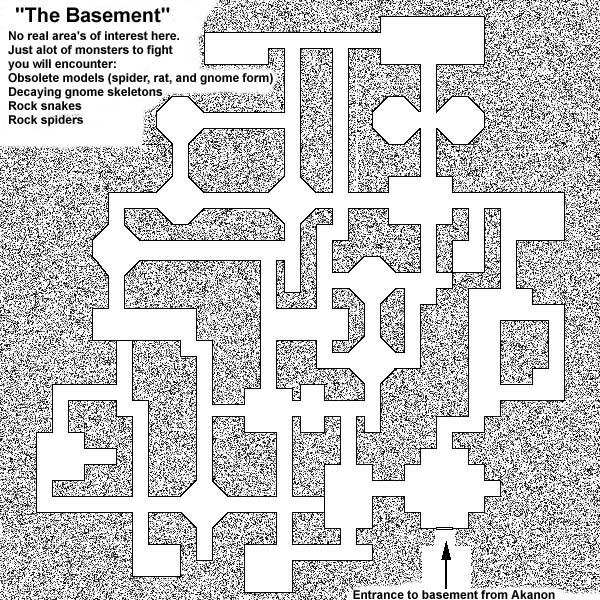 "The Basement"
No real area's of interest here.
Just alot of monsters to fight
you will encounter:
Obsolete models (spider, rat, and gnome form)
Decaying gnome skeletons
Rock snakes
Rock spiders
Entrance to basement from Akanon